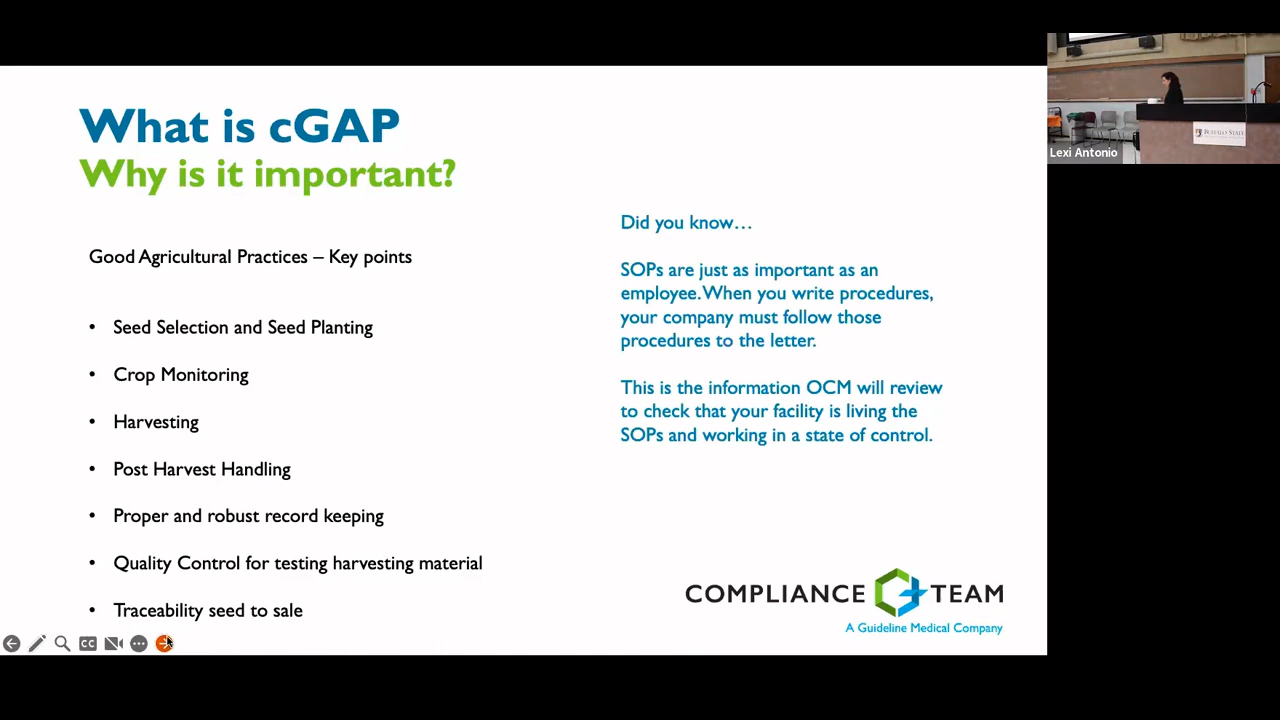 What is cGAP
Why is it important?
Good Agricultural Practices – Key points
• Seed Selection and Seed Planting
• Crop Monitoring
• Harvesting
• Post Harvest Handling
• Proper and robust record keeping
• Quality Control for testing harvesting material
• Traceability seed to sale
Did you know...
SOPs are just as important as an
employee. When you write procedures,
your company must follow those
procedures to the letter.
This is the information OCM will review
to check that your facility is living the
SOPs and working in a state of control.
COMPLIANCE TEAM
A Guideline Medical Company
CC
Lexi Antonio
BUFFALO STATE